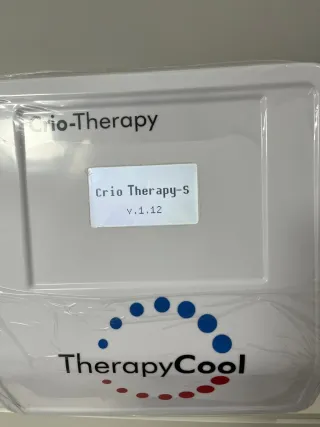 Crio-Therapy
Crio Therapy-S
v.1.12
TherapyCool